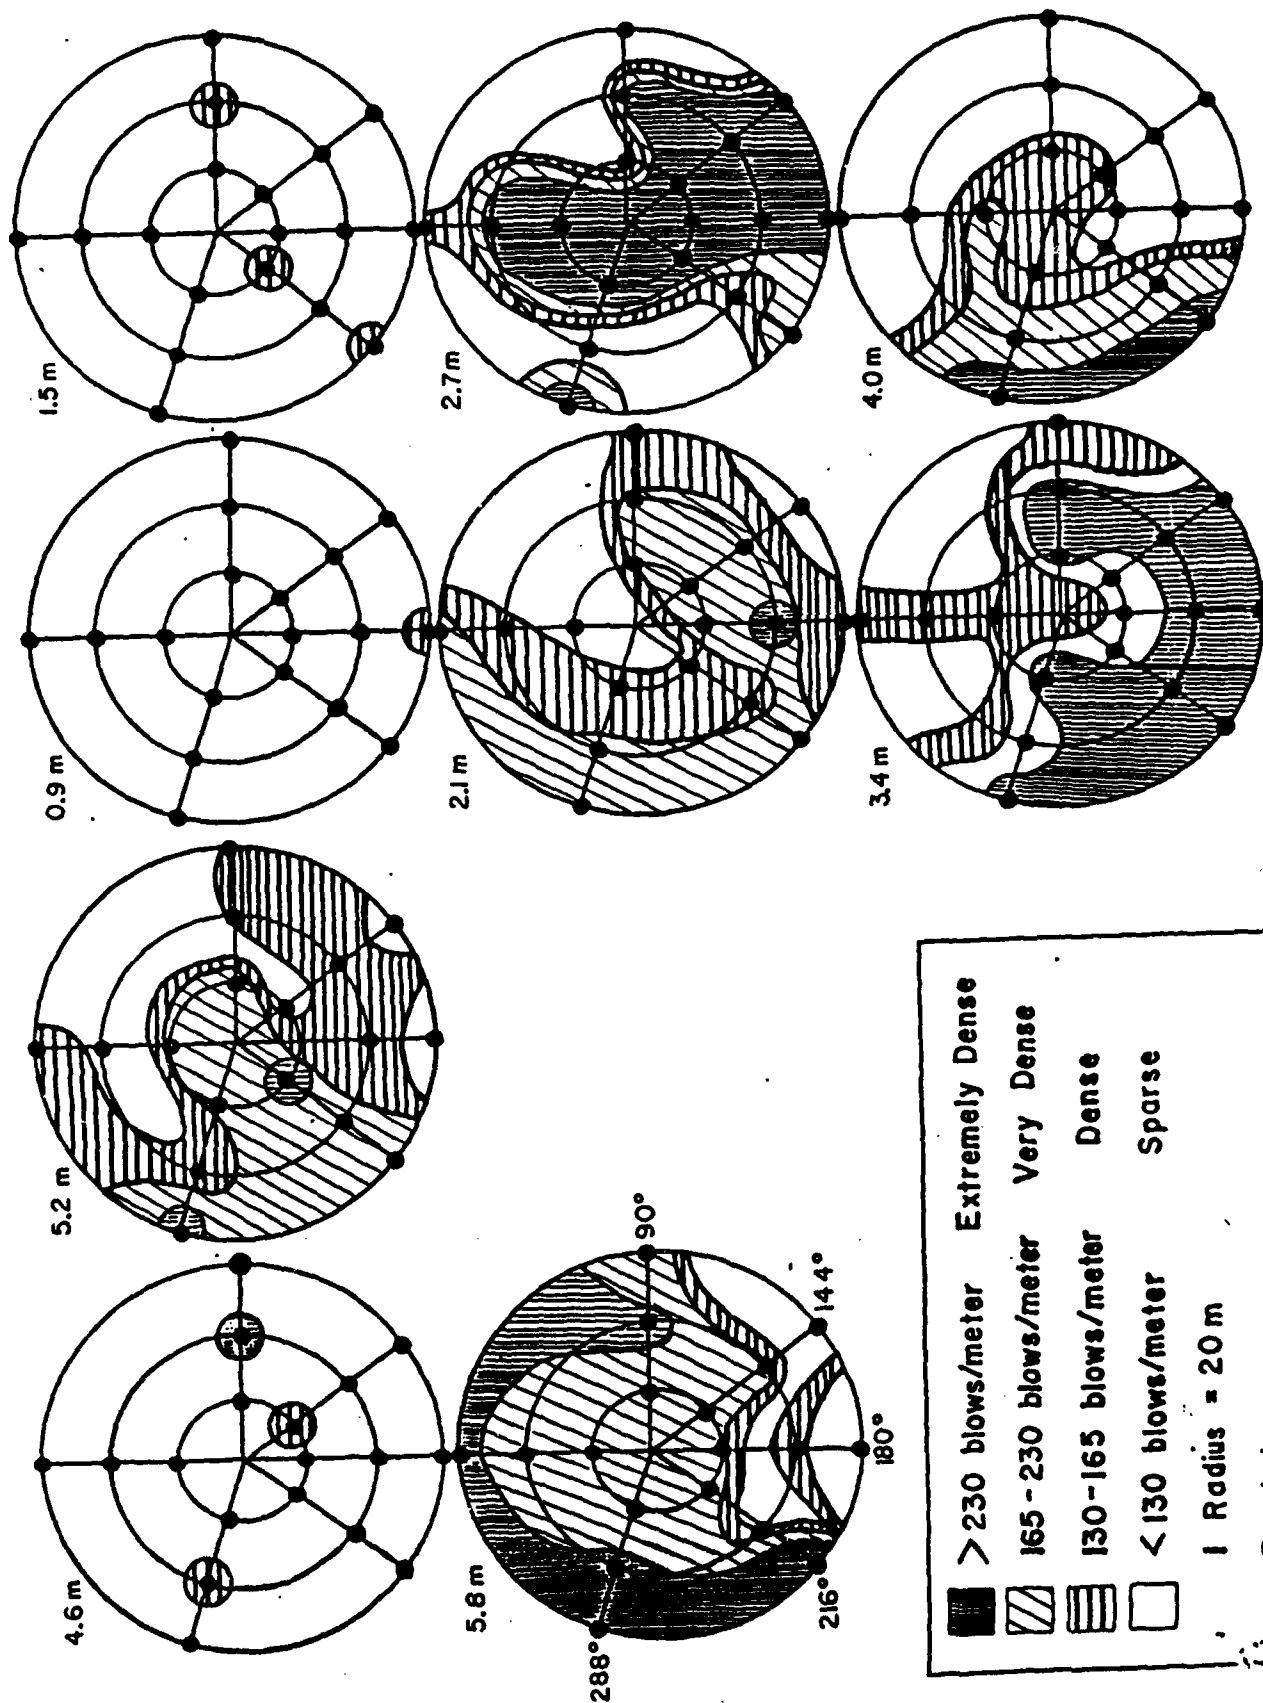 1.5 m
0.9 m
2.7 m
2.1 m
4.0 m
3.4 m
5.2 m
4.6 m
5.8 m
90°
144°
180°
216°
288°
>230 blows/meter Extremely Dense
165-230 blows/meter Very Dense
130-165 blows/meter Dense
<130 blows/meter Sparse
1 Radius = 20 m